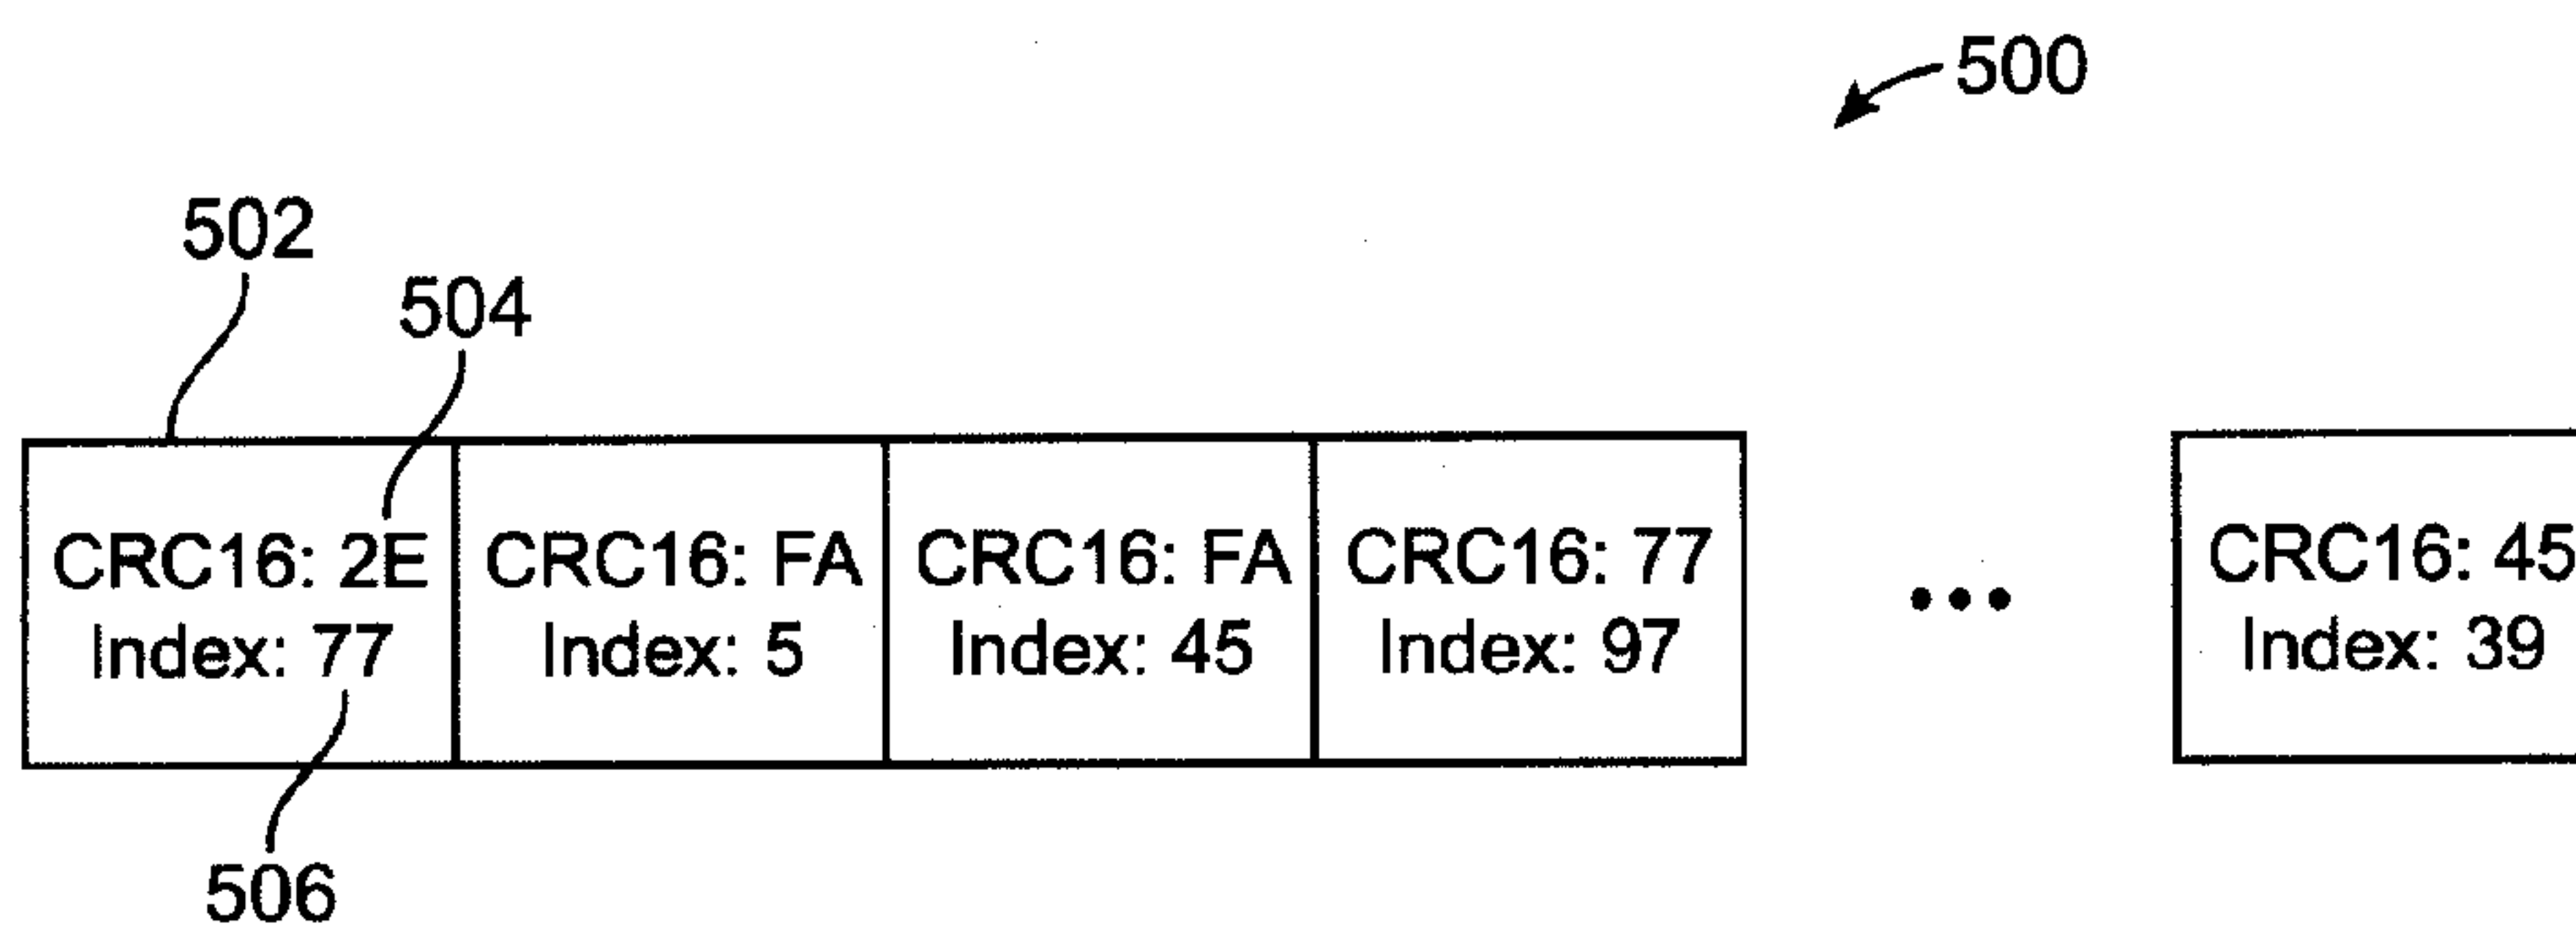 500
502
504
CRC16: 2E CRC16: FA CRC16: FA CRC16: 77 ••• CRC16: 45
Index: 77 Index: 5 Index: 45 Index: 97 Index: 39
506